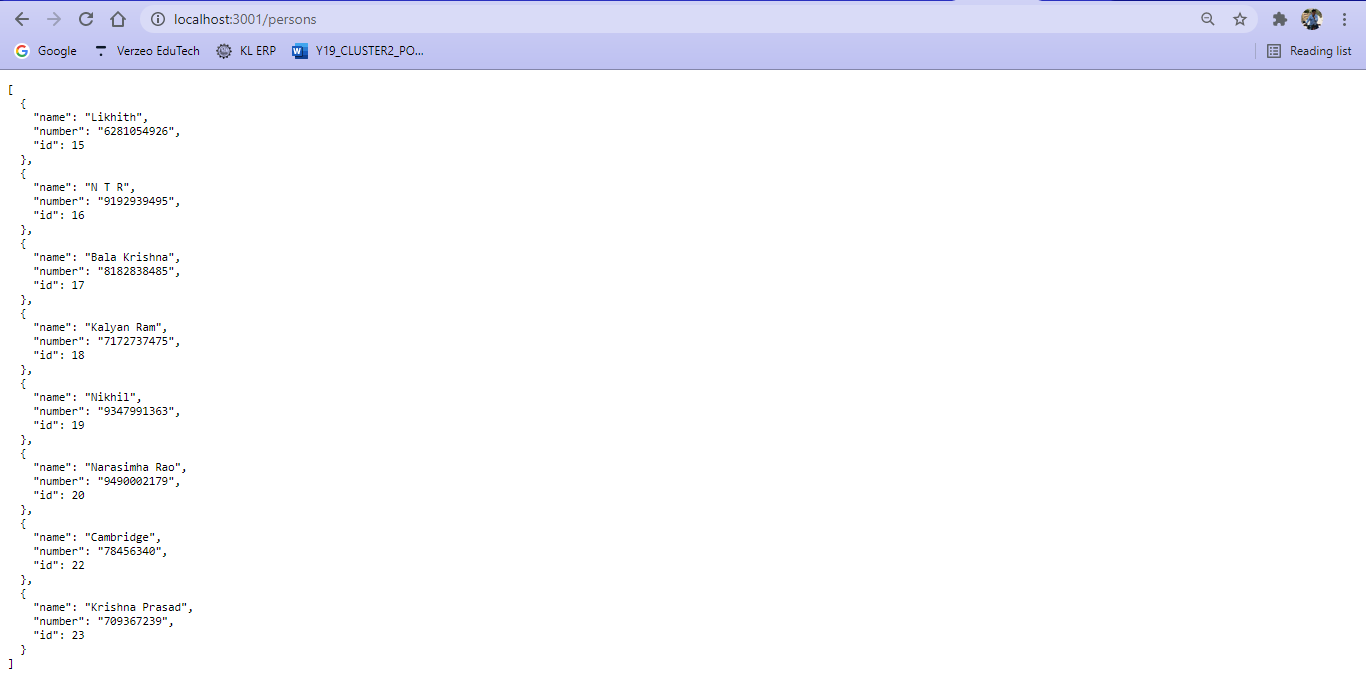 localhost:3001/persons
Google Verzeo EduTech KL ERP Y19_CLUSTER2_PO... Reading list
[
  {
    "name": "Likhith",
    "number": "6281054926",
    "id": 15
  },
  {
    "name": "N T R",
    "number": "9192939495",
    "id": 16
  },
  {
    "name": "Bala Krishna",
    "number": "8182838485",
    "id": 17
  },
  {
    "name": "Kalyan Ram",
    "number": "7172737475",
    "id": 18
  },
  {
    "name": "Nikhil",
    "number": "9347991363",
    "id": 19
  },
  {
    "name": "Narasimha Rao",
    "number": "9490002179",
    "id": 20
  },
  {
    "name": "Cambridge",
    "number": "78456340",
    "id": 22
  },
  {
    "name": "Krishna Prasad",
    "number": "709367239",
    "id": 23
  }
]